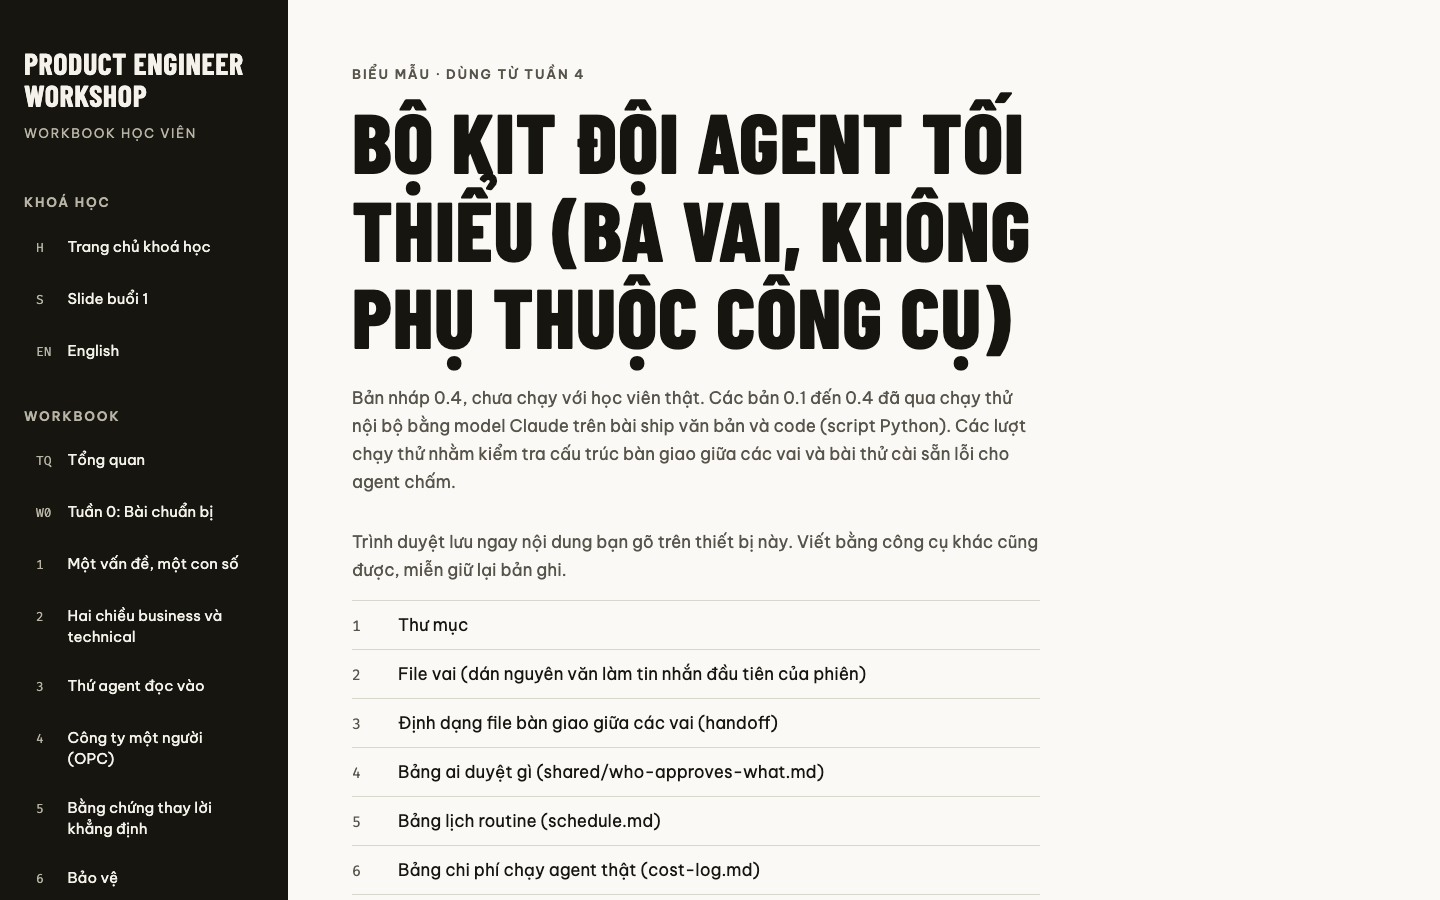 PRODUCT ENGINEER
WORKSHOP
WORKBOOK HỌC VIÊN
KHOÁ HỌC
H Trang chủ khoá học
S Slide buổi 1
EN English
WORKBOOK
TQ Tổng quan
W0 Tuần 0: Bài chuẩn bị
1 Một vấn đề, một con số
2 Hai chiều business và
technical
3 Thứ agent đọc vào
4 Công ty một người
(OPC)
5 Bằng chứng thay lời
khẳng định
6 Bảo vệ
BIỂU MẪU · DÙNG TỪ TUẦN 4
BỘ KIT ĐỘI AGENT TỐI
THIỂU (BA VAI, KHÔNG
PHỤ THUỘC CÔNG CỤ)
Bản nháp 0.4, chưa chạy với học viên thật. Các bản 0.1 đến 0.4 đã qua chạy thử
nội bộ bằng model Claude trên bài ship văn bản và code (script Python). Các lượt
chạy thử nhằm kiểm tra cấu trúc bàn giao giữa các vai và bài thử cài sẵn lỗi cho
agent chấm.
Trình duyệt lưu ngay nội dung bạn gõ trên thiết bị này. Viết bằng công cụ khác cũng
được, miễn giữ lại bản ghi.
1 Thư mục
2 File vai (dán nguyên văn làm tin nhắn đầu tiên của phiên)
3 Định dạng file bàn giao giữa các vai (handoff)
4 Bảng ai duyệt gì (shared/who-approves-what.md)
5 Bảng lịch routine (schedule.md)
6 Bảng chi phí chạy agent thật (cost-log.md)